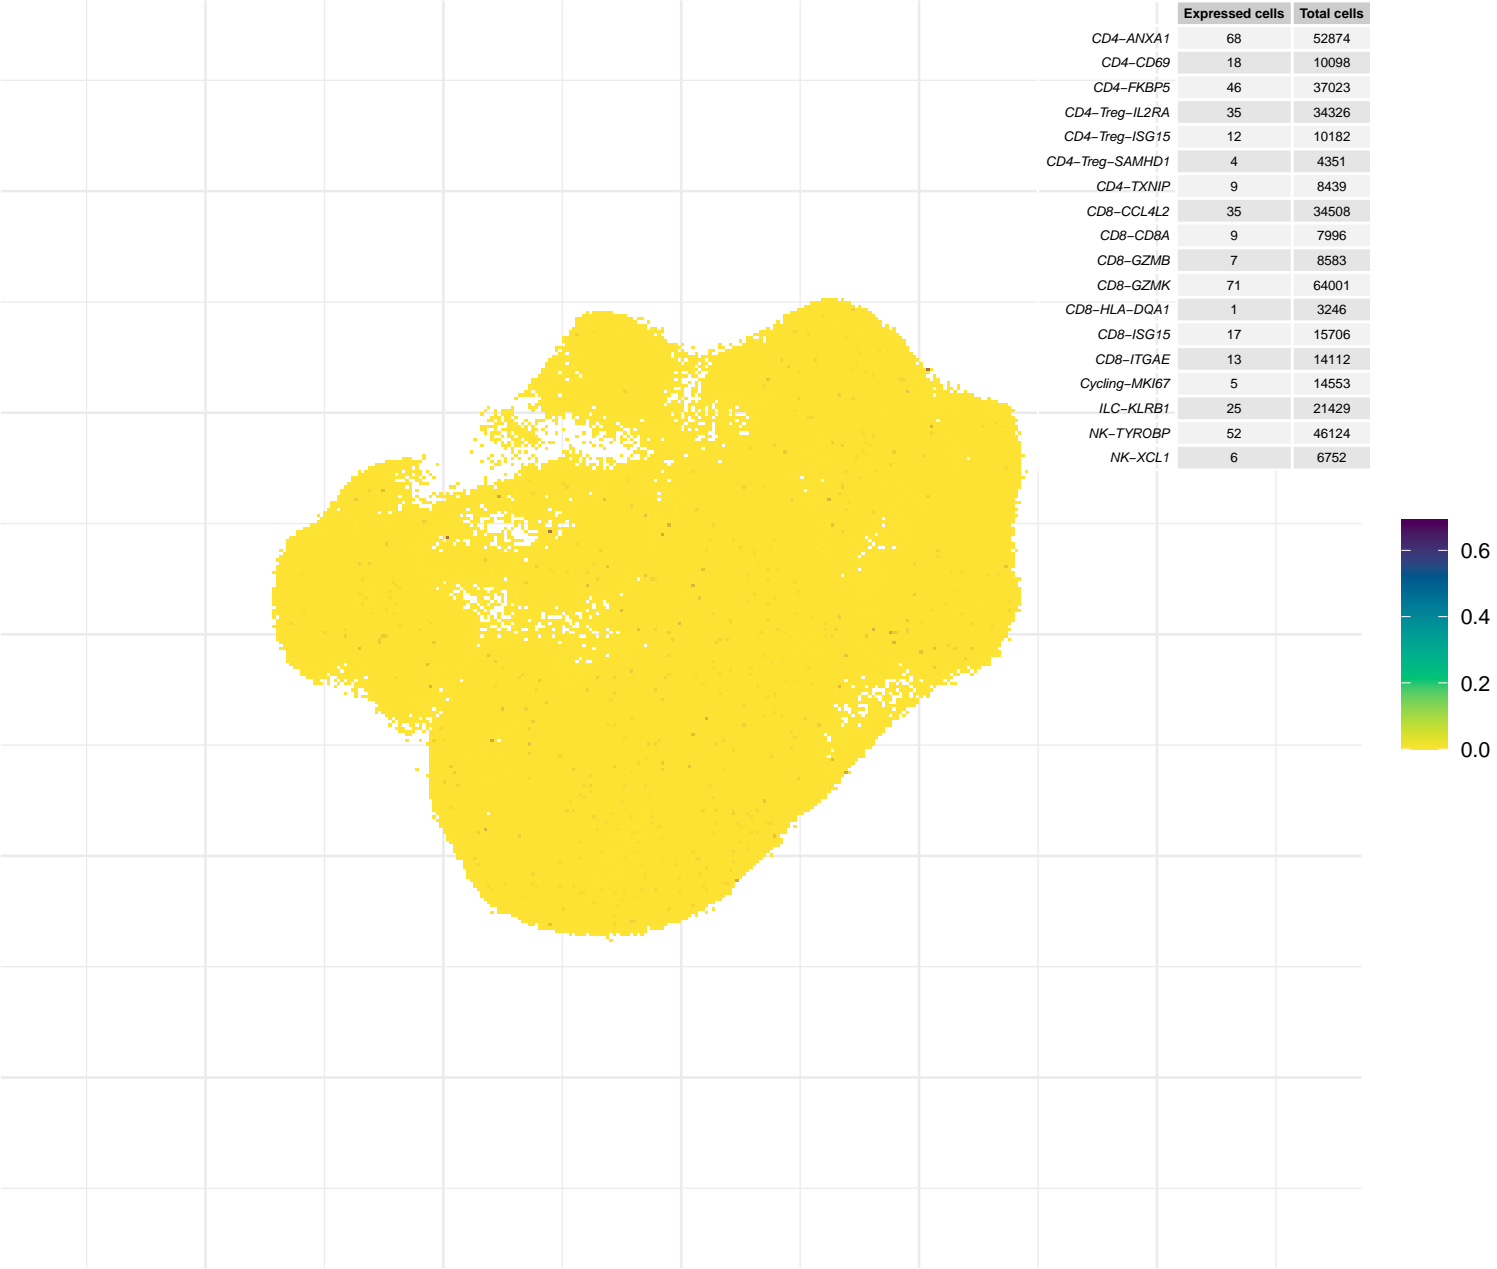 Expressed cells Total cells
CD4−ANXA1 68 52874
CD4−CD69 18 10098
CD4−FKBP5 46 37023
CD4−Treg−IL2RA 35 34326
CD4−Treg−ISG15 12 10182
CD4−Treg−SAMHD1 4 4351
CD4−TXNIP 9 8439
CD8−CCL4L2 35 34508
CD8−CD8A 9 7996
CD8−GZMB 7 8583
CD8−GZMK 71 64001
CD8−HLA−DQA1 1 3246
CD8−ISG15 17 15706
CD8−ITGAE 13 14112
Cycling−MKI67 5 14553
ILC−KLRB1 25 21429
NK−TYROBP 52 46124
NK−XCL1 6 6752
0.6
0.4
0.2
0.0